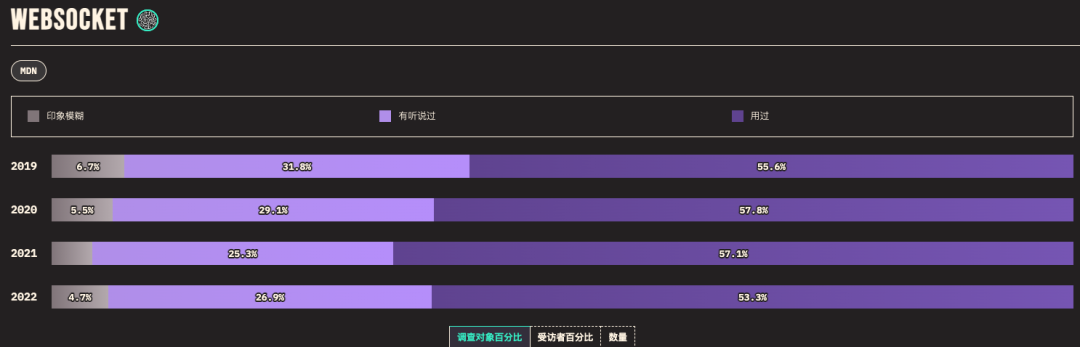 WEBSOCKET
MDN
印象模糊 有听说过 用过
2019 6.7% 31.8% 55.6%
2020 5.5% 29.1% 57.8%
2021 25.3% 57.1%
2022 4.7% 26.9% 53.3%
调查对象百分比 受访者百分比 数量